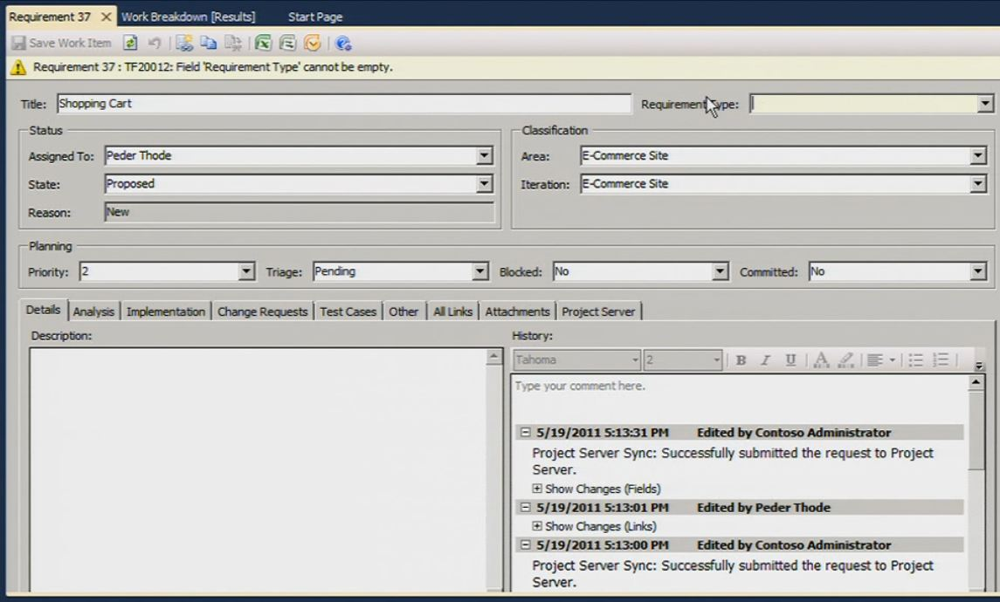 Requirement 37 Work Breakdown [Results] Start Page
Save Work Item
Requirement 37 : TF20012: Field 'Requirement Type' cannot be empty.
Title: Shopping Cart Requirement Type:
Status Classification
Assigned To: Peder Thode Area: E-Commerce Site
State: Proposed Iteration: E-Commerce Site
Reason: New
Planning
Priority: 2 Triage: Pending Blocked: No Committed: No
Details Analysis Implementation Change Requests Test Cases Other All Links Attachments Project Server
Description: History:
Tahoma 2 B I U A
Type your comment here.
5/19/2011 5:13:31 PM Edited by Contoso Administrator
Project Server Sync: Successfully submitted the request to Project
Server.
Show Changes (Fields)
5/19/2011 5:13:01 PM Edited by Peder Thode
Show Changes (Links)
5/19/2011 5:13:00 PM Edited by Contoso Administrator
Project Server Sync: Successfully submitted the request to Project
Server.